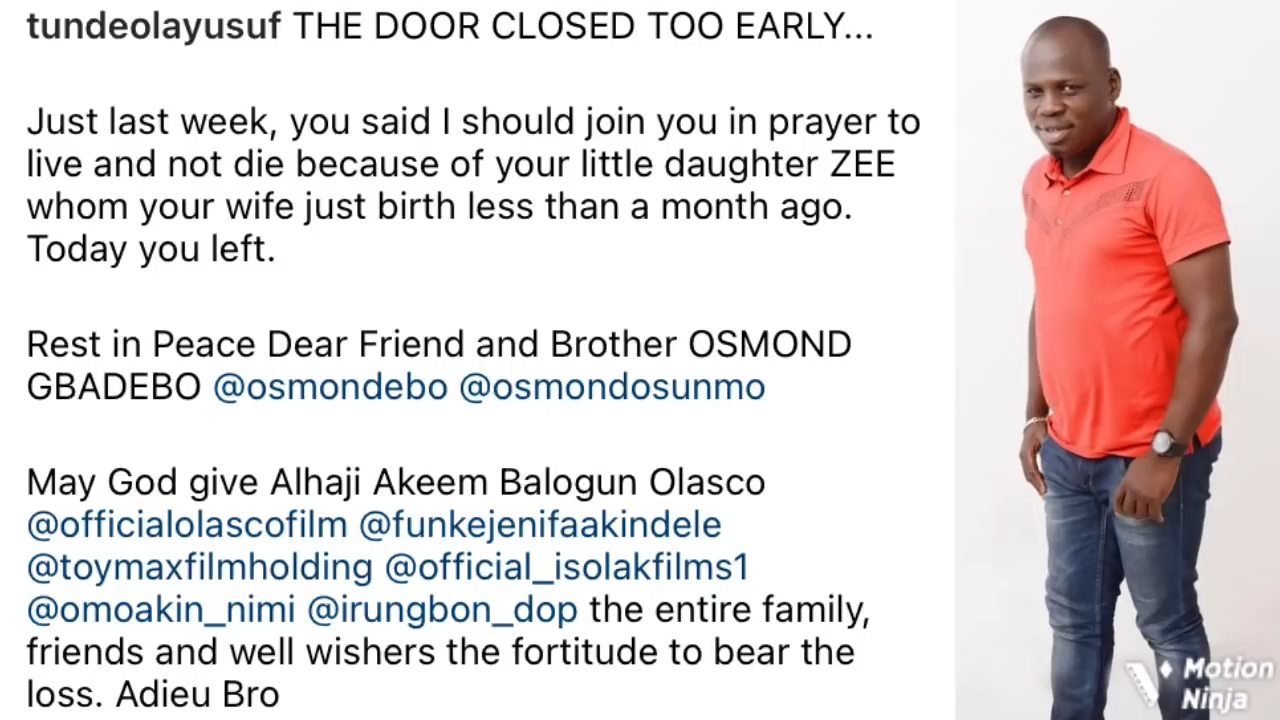 tundeolayusuf THE DOOR CLOSED TOO EARLY...
Just last week, you said I should join you in prayer to
live and not die because of your little daughter ZEE
whom your wife just birth less than a month ago.
Today you left.
Rest in Peace Dear Friend and Brother OSMOND
GBADEBO @osmondebo @osmondosunmo
May God give Alhaji Akeem Balogun Olasco
@officialolascofilm @funkejenifaakindele
@toymaxfilmholding @official_isolakfilms1
@omoakin_nimi @irungbon_dop the entire family,
friends and well wishers the fortitude to bear the
loss. Adieu Bro
Motion
Ninja